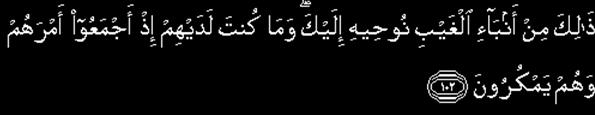 ذَٰلِكَ مِنْ أَنۢبَآءِ ٱلْغَيْبِ نُوحِيهِ إِلَيْكَ ۖ وَمَا كُنتَ لَدَيْهِمْ إِذْ أَجْمَعُوٓا۟ أَمْرَهُمْ
وَهُمْ يَمْكُرُونَ ١٠٢